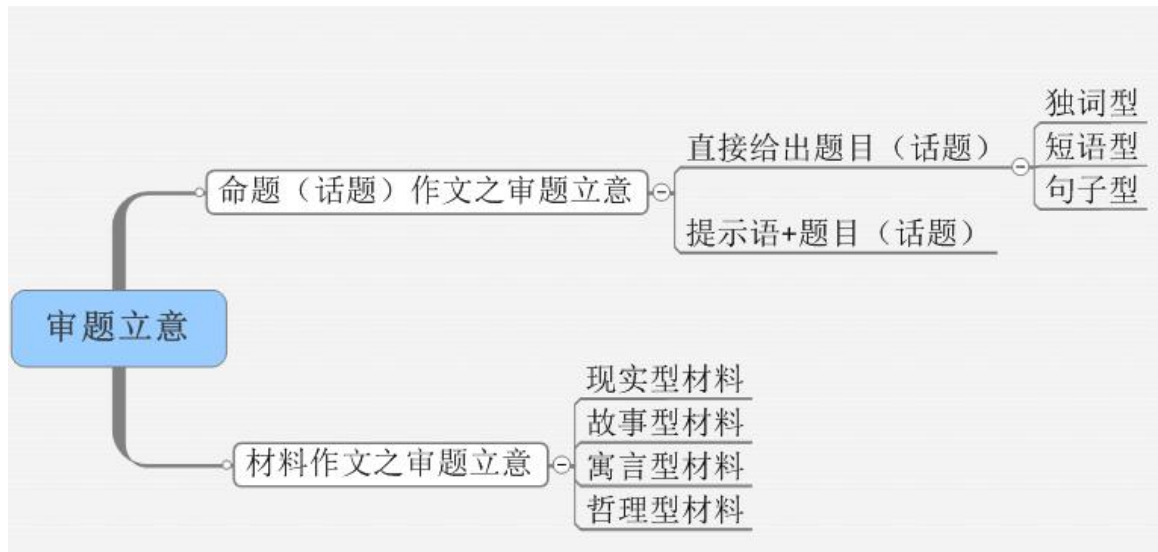 独词型
直接给出题目（话题）
短语型
命题（话题）作文之审题立意
句子型
提示语+题目（话题）
审题立意
现实型材料
故事型材料
材料作文之审题立意
寓言型材料
哲理型材料